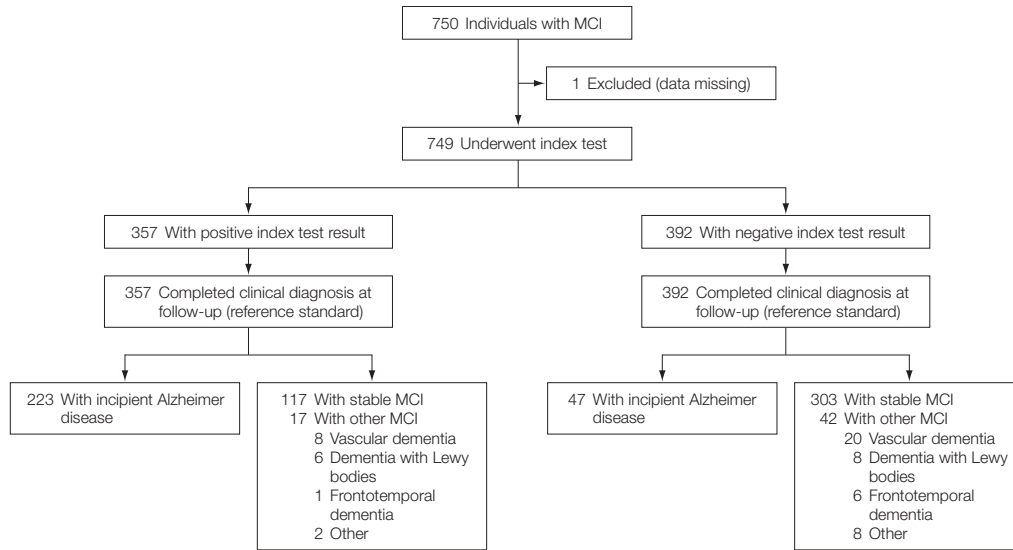 750 Individuals with MCI
1 Excluded (data missing)
749 Underwent index test
357 With positive index test result
392 With negative index test result
357 Completed clinical diagnosis at
follow-up (reference standard)
392 Completed clinical diagnosis at
follow-up (reference standard)
223 With incipient Alzheimer
disease
117 With stable MCI
17 With other MCI
8 Vascular dementia
6 Dementia with Lewy
bodies
1 Frontotemporal
dementia
2 Other
47 With incipient Alzheimer
disease
303 With stable MCI
42 With other MCI
20 Vascular dementia
8 Dementia with Lewy
bodies
6 Frontotemporal
dementia
8 Other